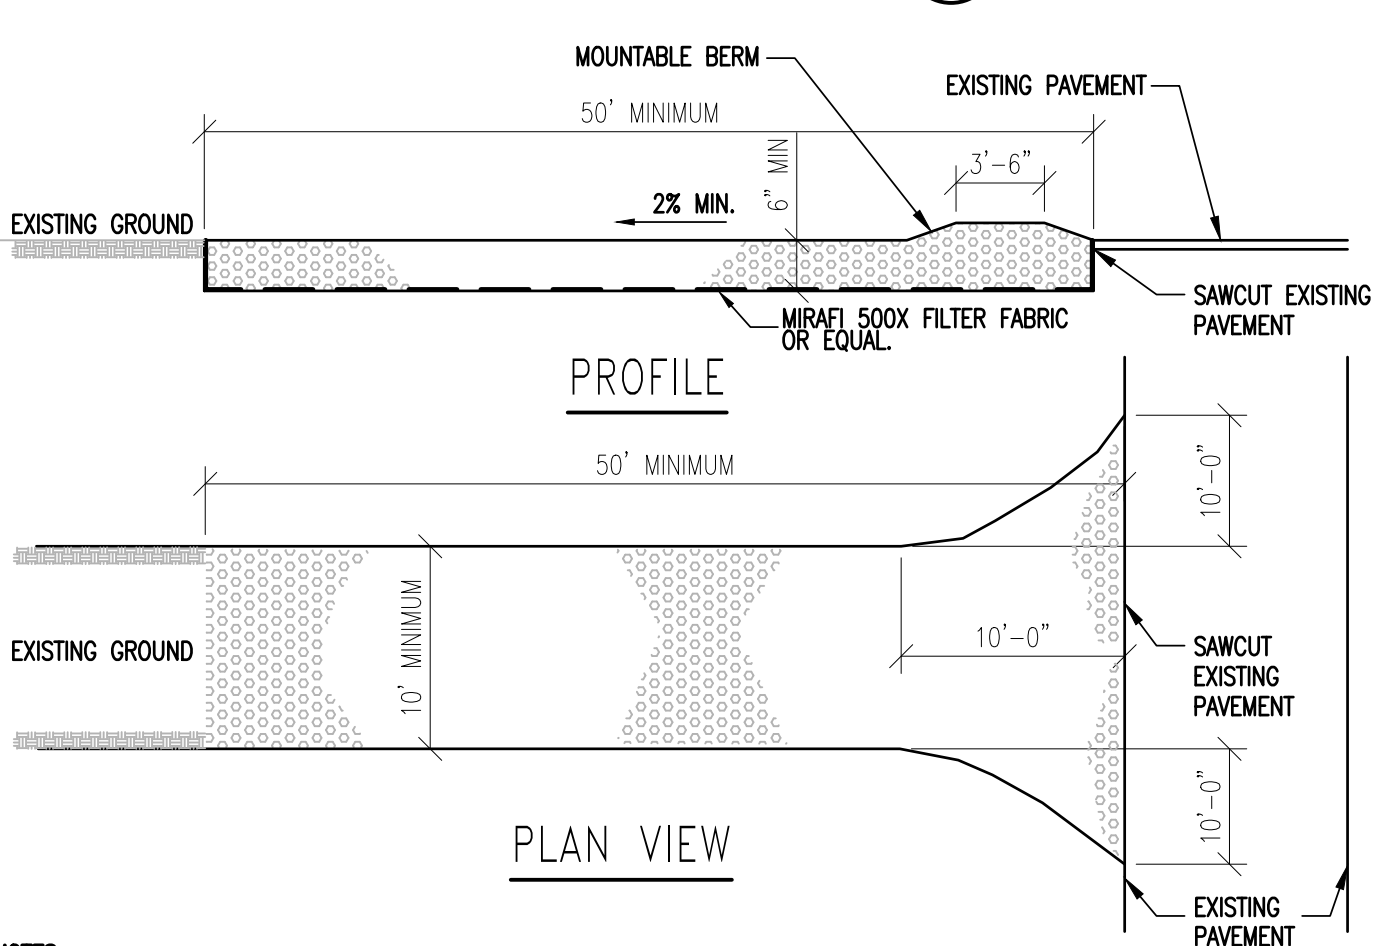 MOUNTABLE BERM
EXISTING PAVEMENT
50' MINIMUM
6" MIN
3'-6"
2% MIN.
EXISTING GROUND
SAWCUT EXISTING
PAVEMENT
MIRAFI 500X FILTER FABRIC
OR EQUAL.
PROFILE
50' MINIMUM
10'-0"
10' MINIMUM
10'-0"
EXISTING GROUND
SAWCUT
EXISTING
PAVEMENT
10'-0"
PLAN VIEW
EXISTING
PAVEMENT